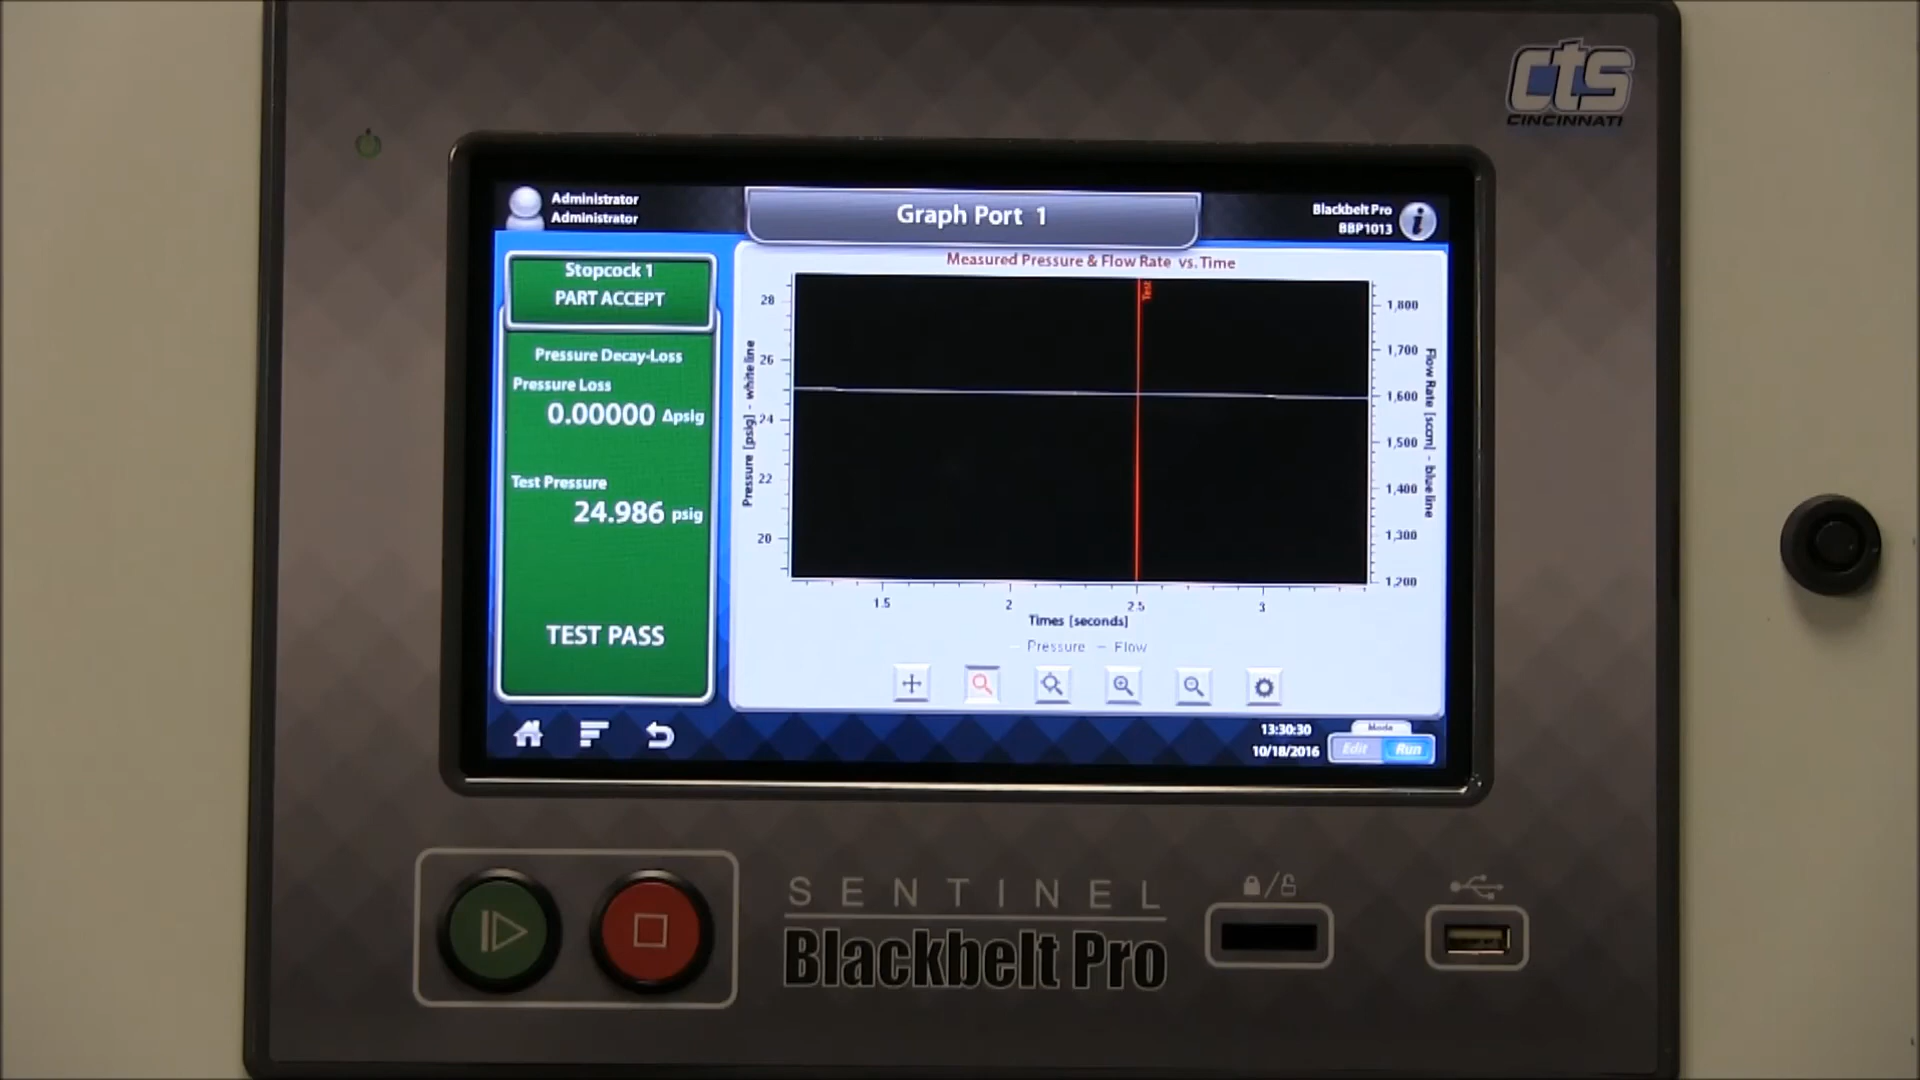 cts
CINCINNATI
Administrator
Administrator
Graph Port 1
Blackbelt Pro
BBP1013
Stopcock 1
PART ACCEPT
Pressure Decay-Loss
Pressure Loss
0.00000 Δpsig
Test Pressure
24.986 psig
TEST PASS
Measured Pressure & Flow Rate vs. Time
Pressure [psig] - white line
28
26
24
22
20
Test
1,800
1,700
1,600
1,500
1,400
1,300
1,200
Flow Rate [sccm] - blue line
1.5
2
2.5
3
Times [seconds]
Pressure
Flow
13:30:30
10/18/2016
Mode
Edit
Run
SENTINEL
Blackbelt Pro